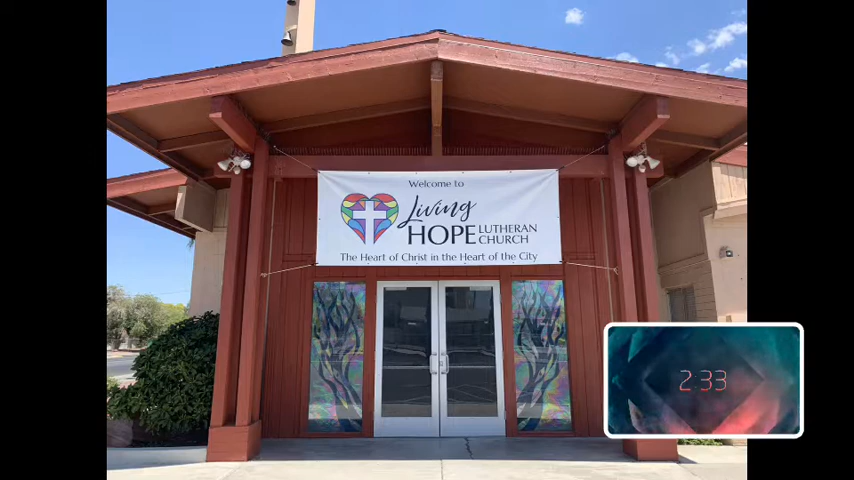 Welcome to
Living
HOPE LUTHERAN
CHURCH
The Heart of Christ in the Heart of the City
2:33